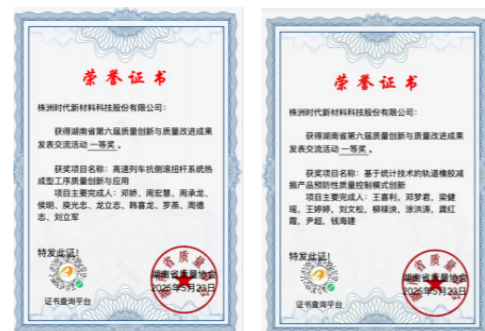 荣誉证书
株洲时代新材料科技股份有限公司：
获得湖南省第六届质量创新与质量改进成果
发表交流活动 一等奖 。
获奖项目名称：高速列车抗侧滚扭杆系统热
成型工序质量创新与应用
项目主要完成人：邓娇、周宏慧、周承龙、
侯明、庾光忠、龙立志、韩喜龙、罗燕、周德
志、刘立军
特发此证！
湖南省质量协会
2025年5月23日
证书查询平台
荣誉证书
株洲时代新材料科技股份有限公司：
获得湖南省第六届质量创新与质量改进成果
发表交流活动 一等奖 。
获奖项目名称：基于统计技术的轨道橡胶减
振产品预防性质量控制模式创新
项目主要完成人：王喜利、邓梦君、梁健
瑶、王婷婷、刘文松、柳禄泱、涂洪涛、龚红
霞、尹超、钱海建
特发此证！
湖南省质量协会
2025年5月23日
证书查询平台